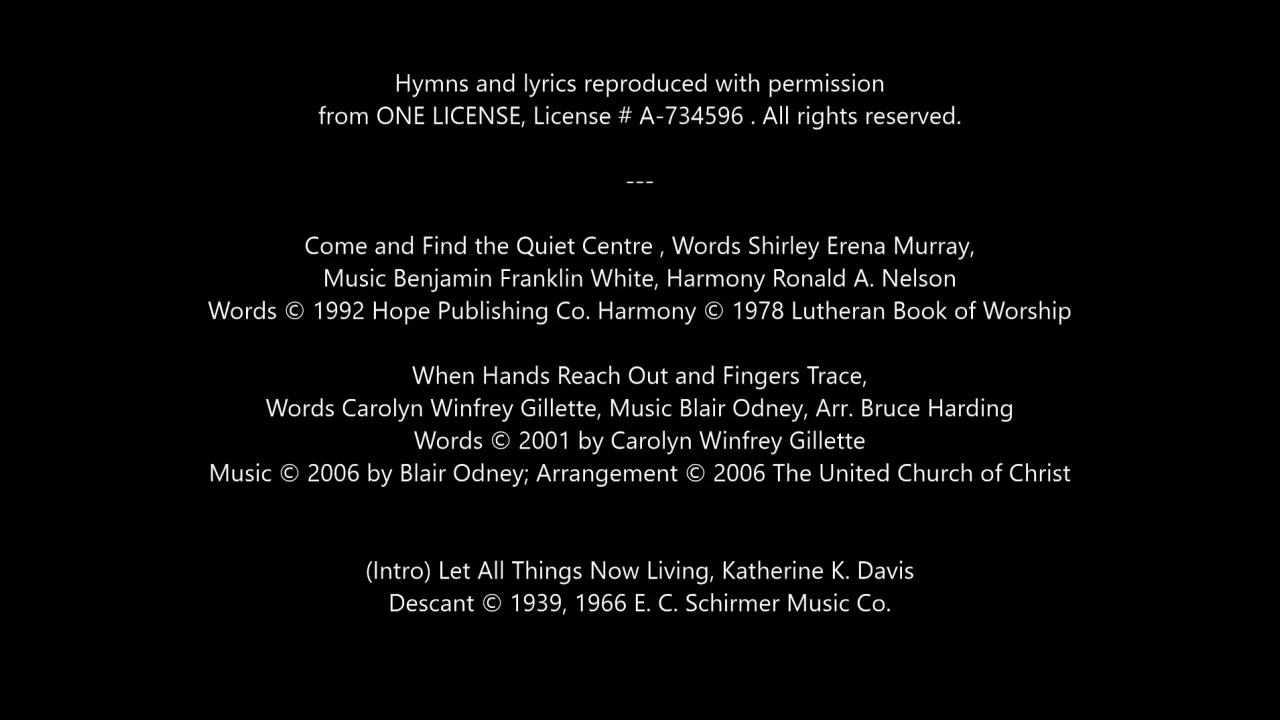 Hymns and lyrics reproduced with permission
from ONE LICENSE, License # A-734596 . All rights reserved.
---
Come and Find the Quiet Centre , Words Shirley Erena Murray,
Music Benjamin Franklin White, Harmony Ronald A. Nelson
Words © 1992 Hope Publishing Co. Harmony © 1978 Lutheran Book of Worship
When Hands Reach Out and Fingers Trace,
Words Carolyn Winfrey Gillette, Music Blair Odney, Arr. Bruce Harding
Words © 2001 by Carolyn Winfrey Gillette
Music © 2006 by Blair Odney; Arrangement © 2006 The United Church of Christ
(Intro) Let All Things Now Living, Katherine K. Davis
Descant © 1939, 1966 E. C. Schirmer Music Co.